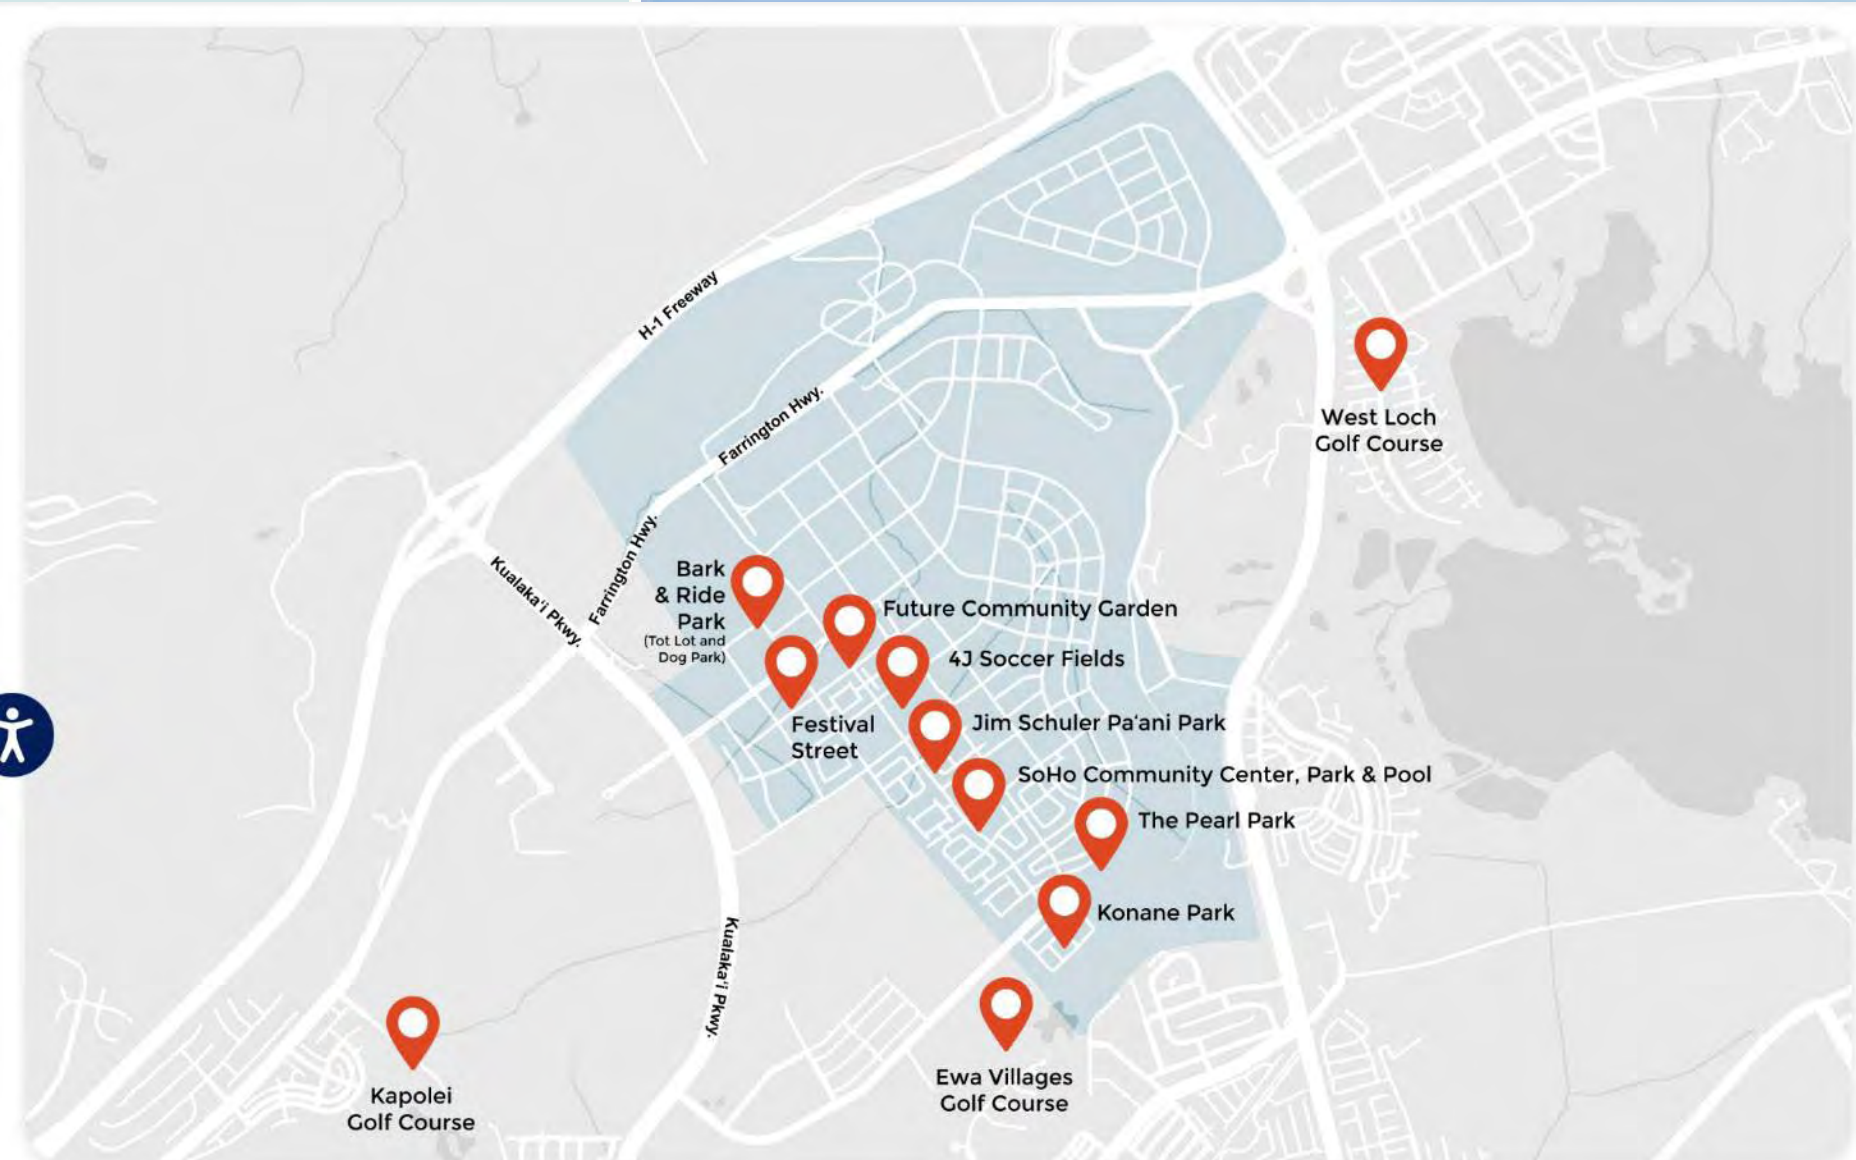 H-1 Freeway
Farrington Hwy.
West Loch
Golf Course
Farrington Hwy.
Kualaka‘i Pkwy.
Bark
& Ride
Park
(Tot Lot and
Dog Park)
Future Community Garden
4J Soccer Fields
Festival
Street
Jim Schuler Pa‘ani Park
SoHo Community Center, Park & Pool
The Pearl Park
Konane Park
Kualaka‘i Pkwy.
Ewa Villages
Golf Course
Kapolei
Golf Course